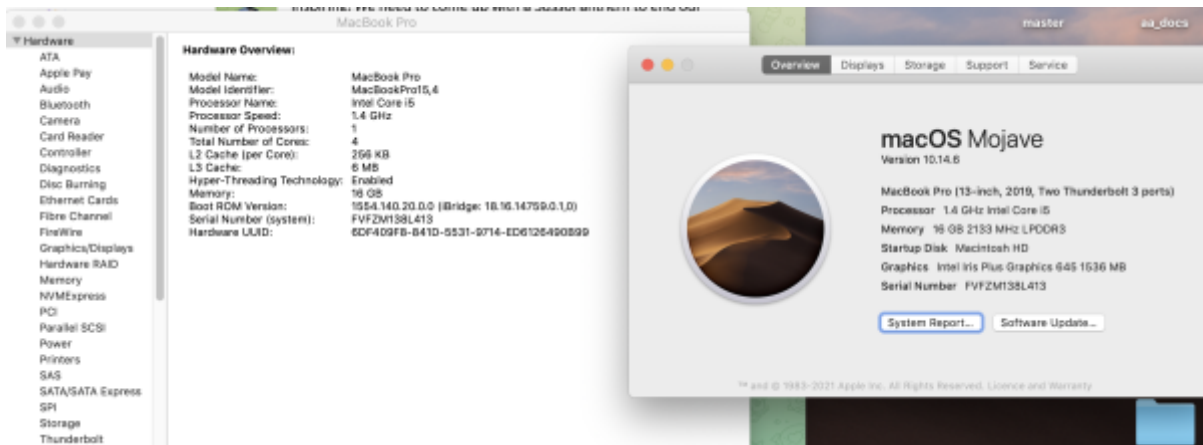 MacBook Pro
Hardware
ATA
Apple Pay
Audio
Bluetooth
Camera
Card Reader
Controller
Diagnostics
Disc Burning
Ethernet Cards
Fibre Channel
FireWire
Graphics/Displays
Hardware RAID
Memory
NVMExpress
PCI
Parallel SCSI
Power
Printers
SAS
SATA/SATA Express
SPI
Storage
Thunderbolt
Hardware Overview:
Model Name: MacBook Pro
Model Identifier: MacBookPro15,4
Processor Name: Intel Core i5
Processor Speed: 1.4 GHz
Number of Processors: 1
Total Number of Cores: 4
L2 Cache (per Core): 256 KB
L3 Cache: 6 MB
Hyper-Threading Technology: Enabled
Memory: 16 GB
Boot ROM Version: 1554.140.20.0.0 (iBridge: 18.16.14759.0.1,0)
Serial Number (system): FVFZM138L413
Hardware UUID: 6DF409FB-841D-5531-9714-ED6126490899
master aa_docs
Overview Displays Storage Support Service
macOS Mojave
Version 10.14.6
MacBook Pro (13-inch, 2019, Two Thunderbolt 3 ports)
Processor 1.4 GHz Intel Core i5
Memory 16 GB 2133 MHz LPDDR3
Startup Disk Macintosh HD
Graphics Intel Iris Plus Graphics 645 1536 MB
Serial Number FVFZM138L413
System Report... Software Update...
™ and © 1983-2021 Apple Inc. All Rights Reserved. Licence and Warranty